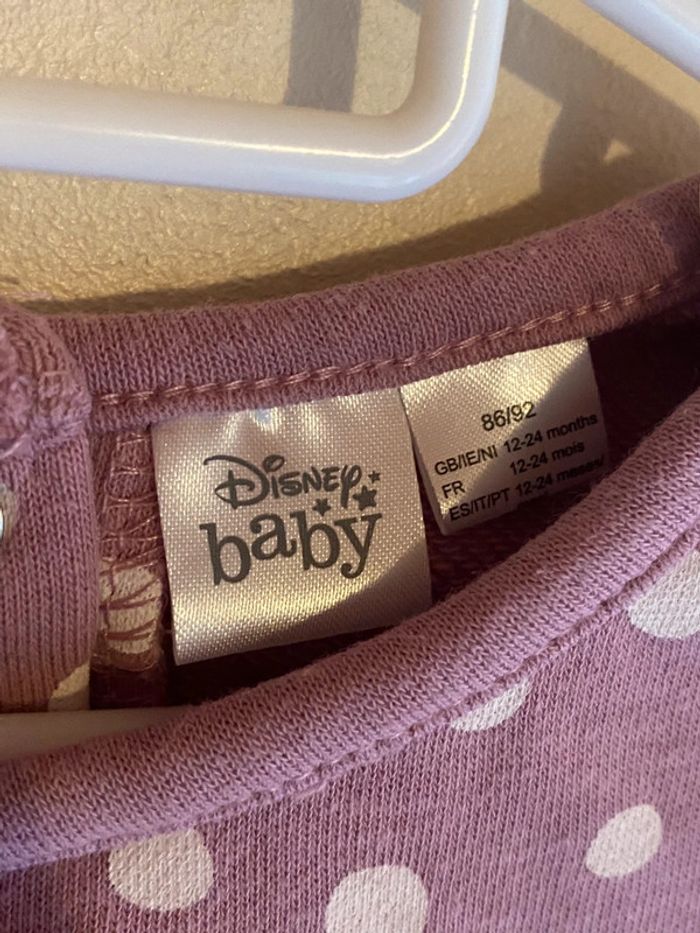 Disney
baby
86/92
GB/IE/NI 12-24 months
FR 12-24 mois
ES/IT/PT 12-24 meses/